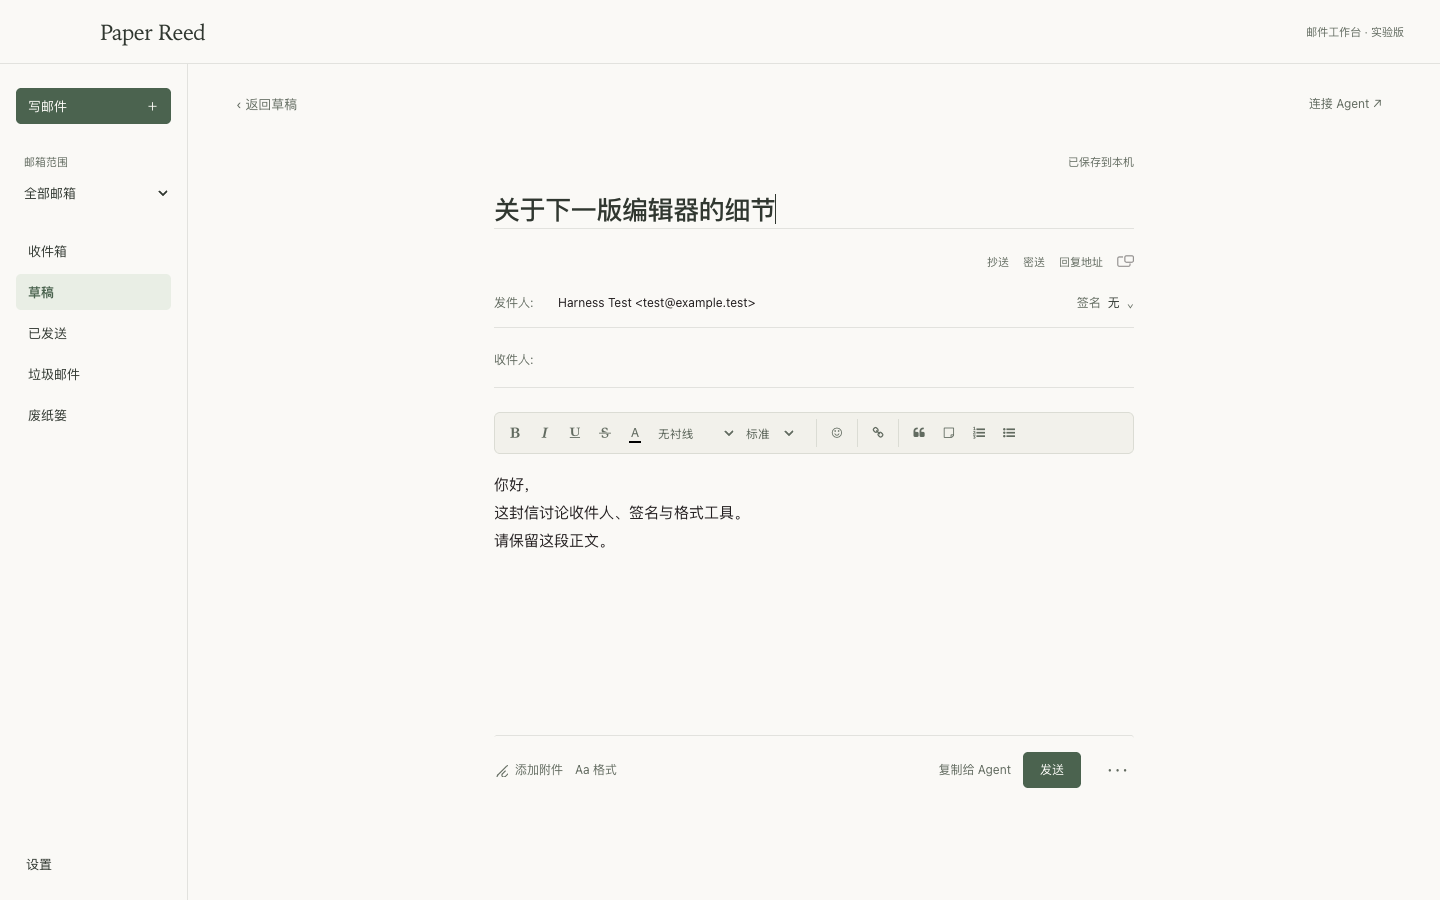 Paper Reed
邮件工作台 · 实验版
写邮件 +
邮箱范围
全部邮箱
收件箱
草稿
已发送
垃圾邮件
废纸篓
设置
‹ 返回草稿
连接 Agent ↗
已保存到本机
关于下一版编辑器的细节
抄送 密送 回复地址
发件人: Harness Test <test@example.test> 签名 无
收件人:
B I U S A 无衬线 标准
你好，
这封信讨论收件人、签名与格式工具。
请保留这段正文。
添加附件 Aa 格式 复制给 Agent 发送 ···